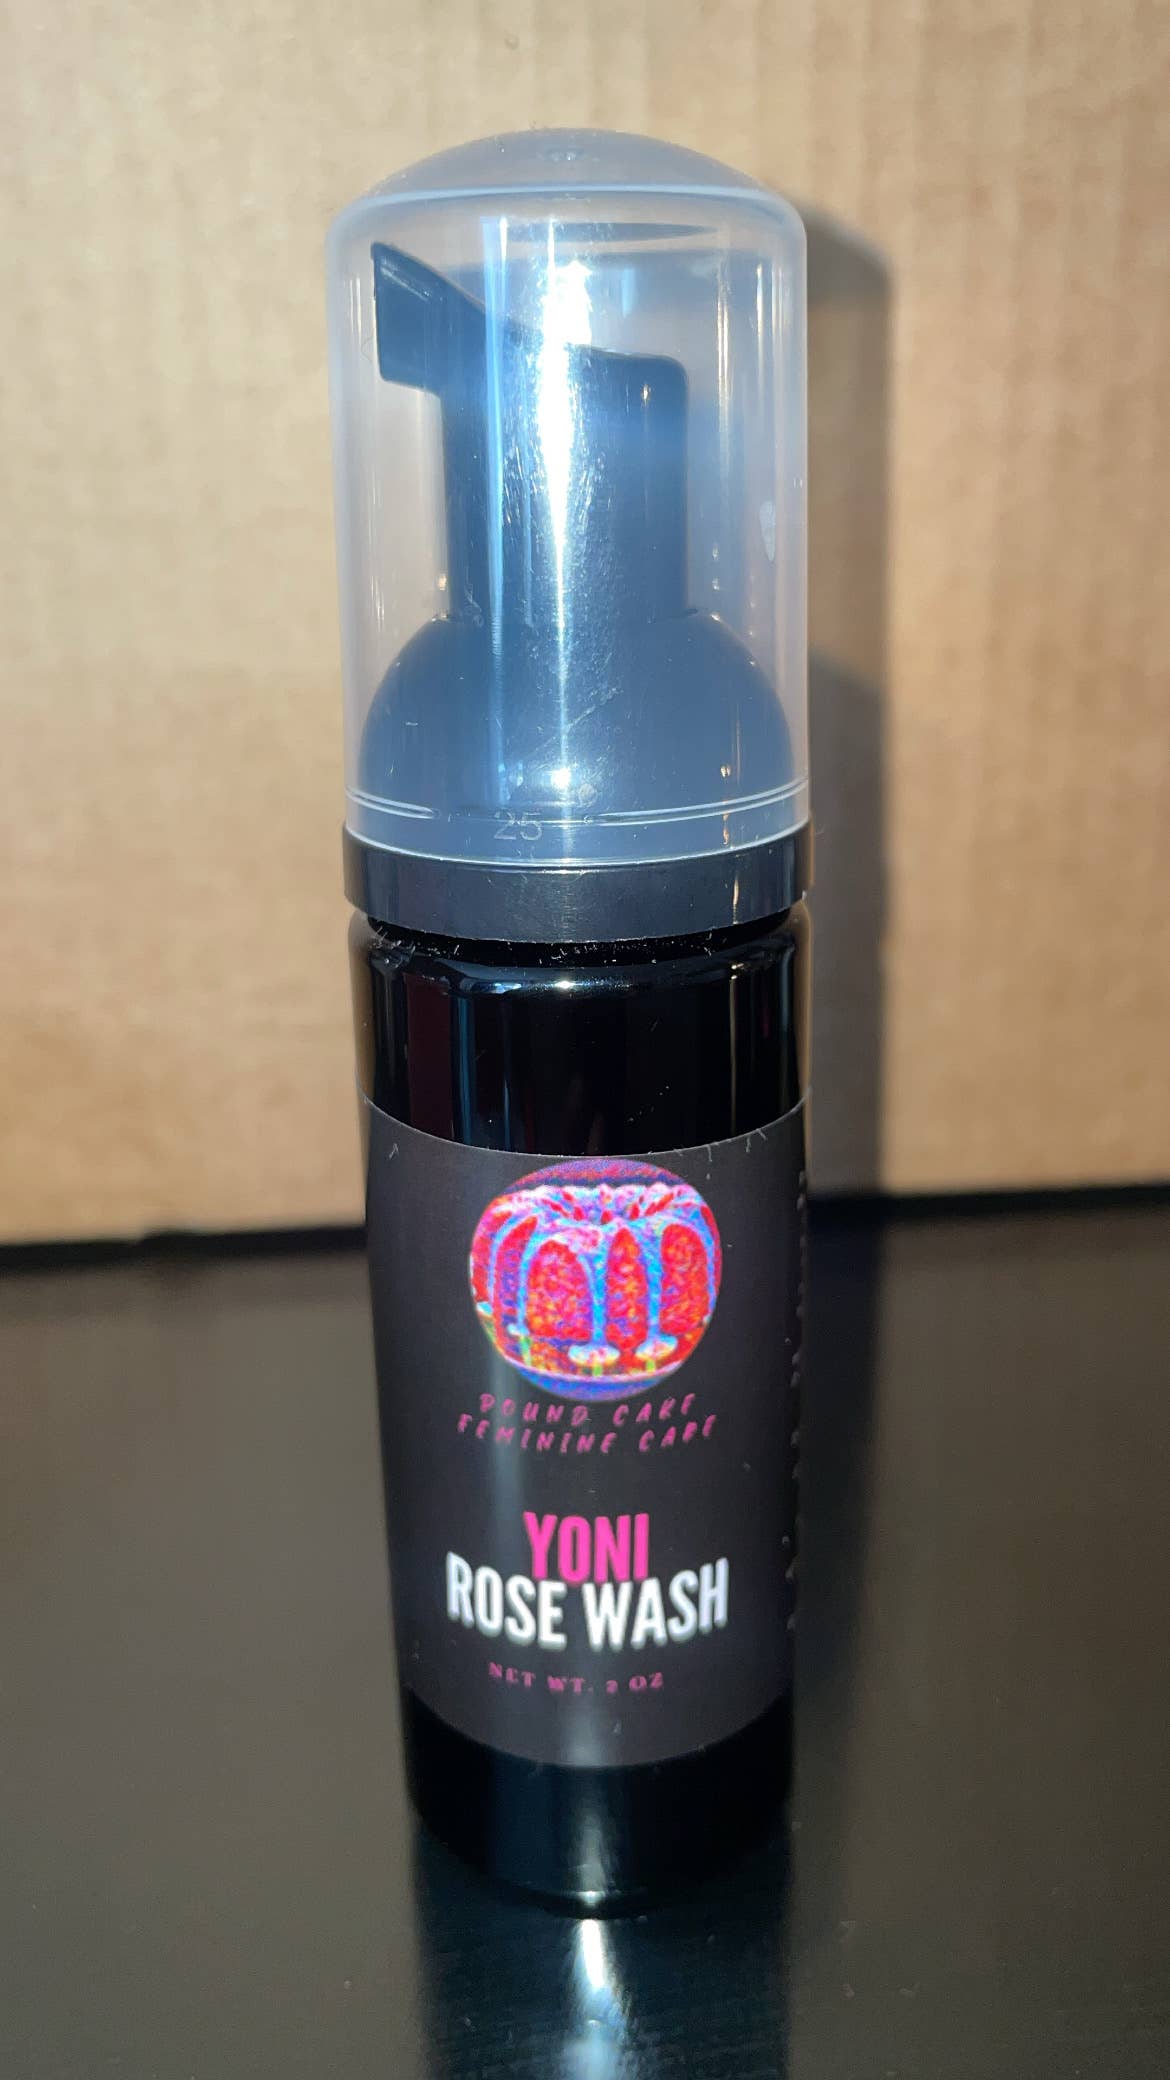 25
POUND CAKE
FEMININE CARE
YONI
ROSE WASH
NET WT. 2 OZ